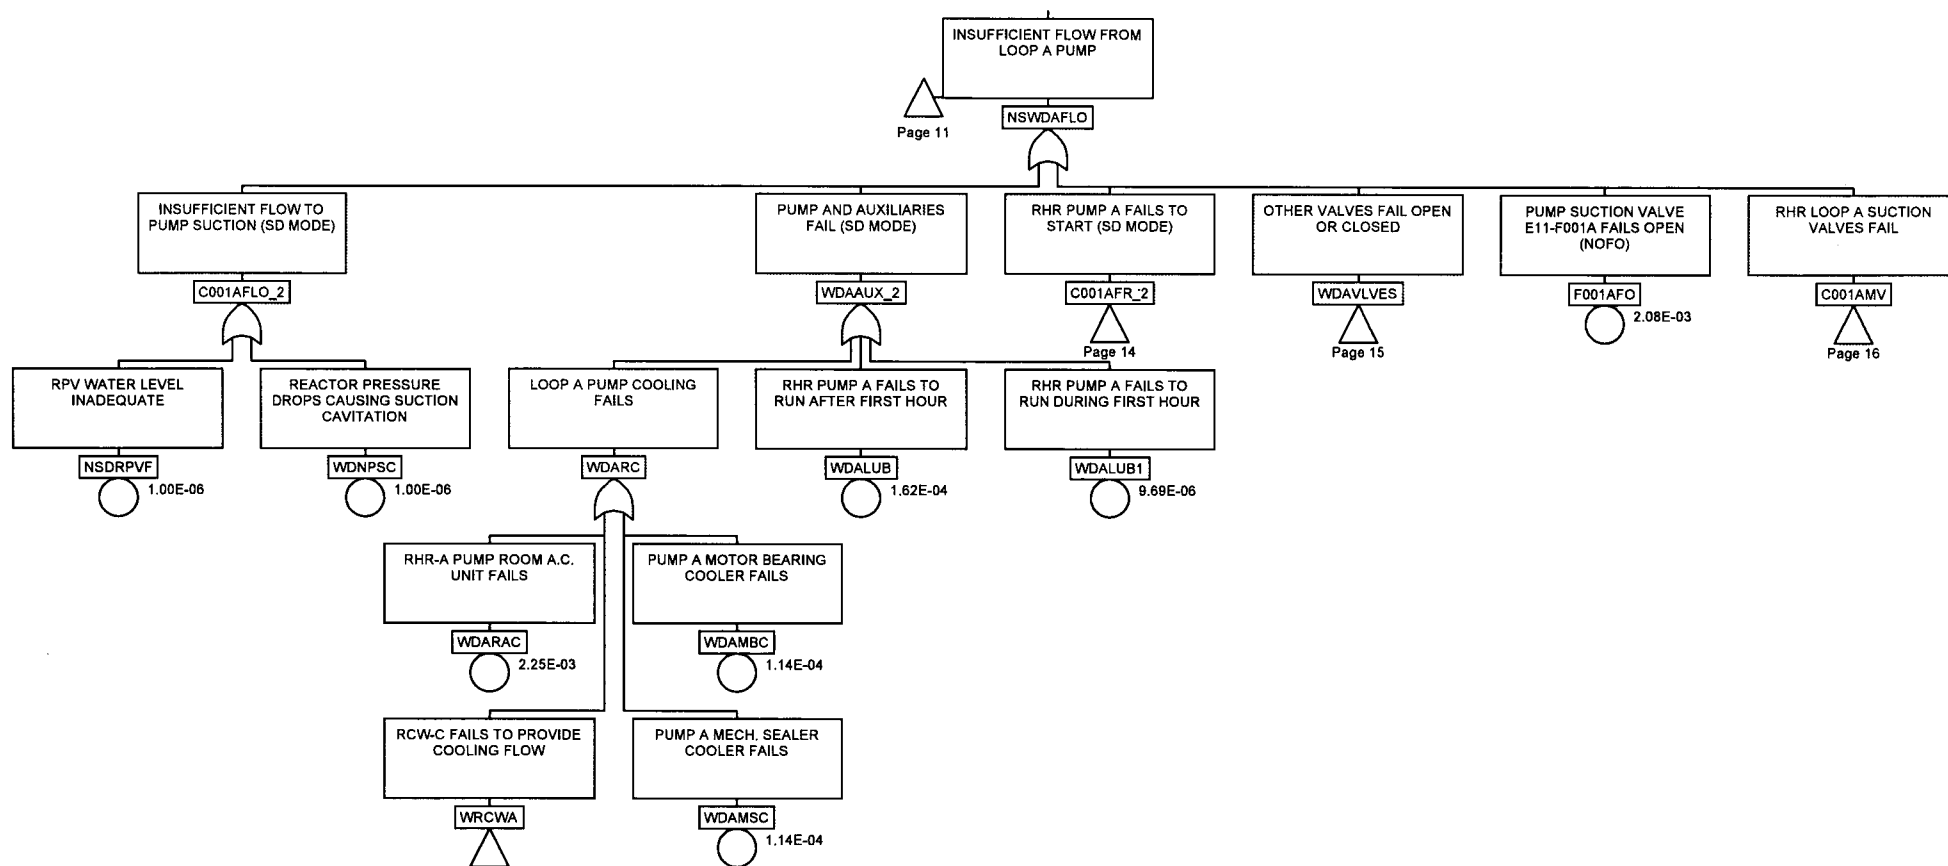 INSUFFICIENT FLOW FROM
LOOP A PUMP
Page 11
NSWDAFLO
INSUFFICIENT FLOW TO
PUMP SUCTION (SD MODE)
C001AFLO_2
PUMP AND AUXILIARIES
FAIL (SD MODE)
WDAAUX_2
RHR PUMP A FAILS TO
START (SD MODE)
C001AFR_2
Page 14
OTHER VALVES FAIL OPEN
OR CLOSED
WDAVLVES
Page 15
PUMP SUCTION VALVE
E11-F001A FAILS OPEN
(NOFO)
F001AFO
2.08E-03
RHR LOOP A SUCTION
VALVES FAIL
C001AMV
Page 16
RPV WATER LEVEL
INADEQUATE
NSDRPVF
1.00E-06
REACTOR PRESSURE
DROPS CAUSING SUCTION
CAVITATION
WDNPSC
1.00E-06
LOOP A PUMP COOLING
FAILS
WDARC
RHR PUMP A FAILS TO
RUN AFTER FIRST HOUR
WDALUB
1.62E-04
RHR PUMP A FAILS TO
RUN DURING FIRST HOUR
WDALUB1
9.69E-06
RHR-A PUMP ROOM A.C.
UNIT FAILS
WDARAC
2.25E-03
PUMP A MOTOR BEARING
COOLER FAILS
WDAMBC
1.14E-04
RCW-C FAILS TO PROVIDE
COOLING FLOW
WRCWA
PUMP A MECH. SEALER
COOLER FAILS
WDAMSC
1.14E-04